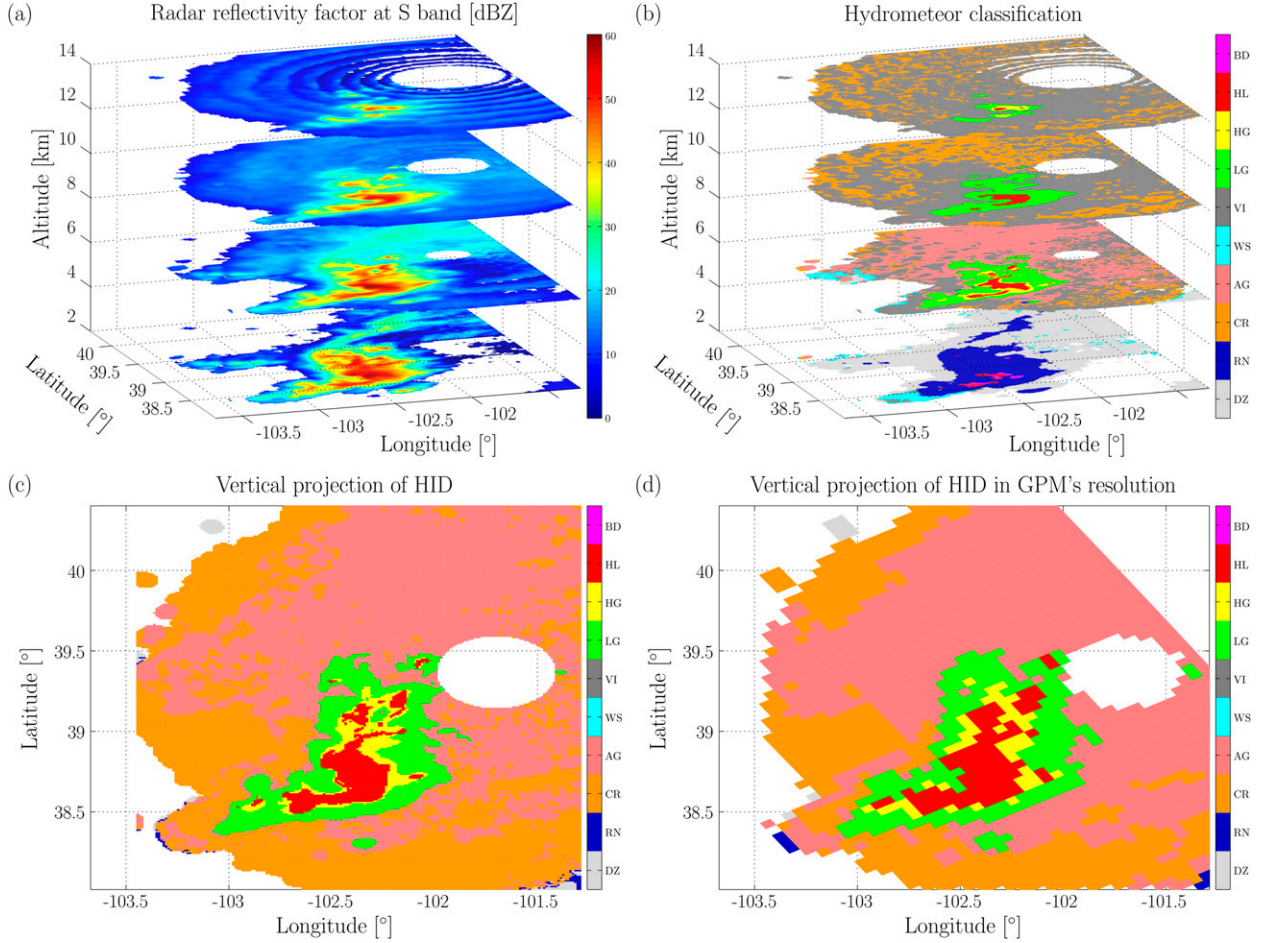 (a)
Radar reflectivity factor at S band [dBZ]
14
12
10
8
6
4
2
Altitude [km]
40
39.5
39
38.5
Latitude [°]
-103.5
-103
-102.5
-102
Longitude [°]
60
50
40
30
20
10
0
(b)
Hydrometeor classification
14
12
10
8
6
4
2
Altitude [km]
40
39.5
39
38.5
Latitude [°]
-103.5
-103
-102.5
-102
Longitude [°]
BD
HL
HG
LG
VI
WS
AG
CR
RN
DZ
(c)
Vertical projection of HID
40
39.5
39
38.5
Latitude [°]
-103.5
-103
-102.5
-102
-101.5
Longitude [°]
BD
HL
HG
LG
VI
WS
AG
CR
RN
DZ
(d)
Vertical projection of HID in GPM's resolution
40
39.5
39
38.5
Latitude [°]
-103.5
-103
-102.5
-102
-101.5
Longitude [°]
BD
HL
HG
LG
VI
WS
AG
CR
RN
DZ